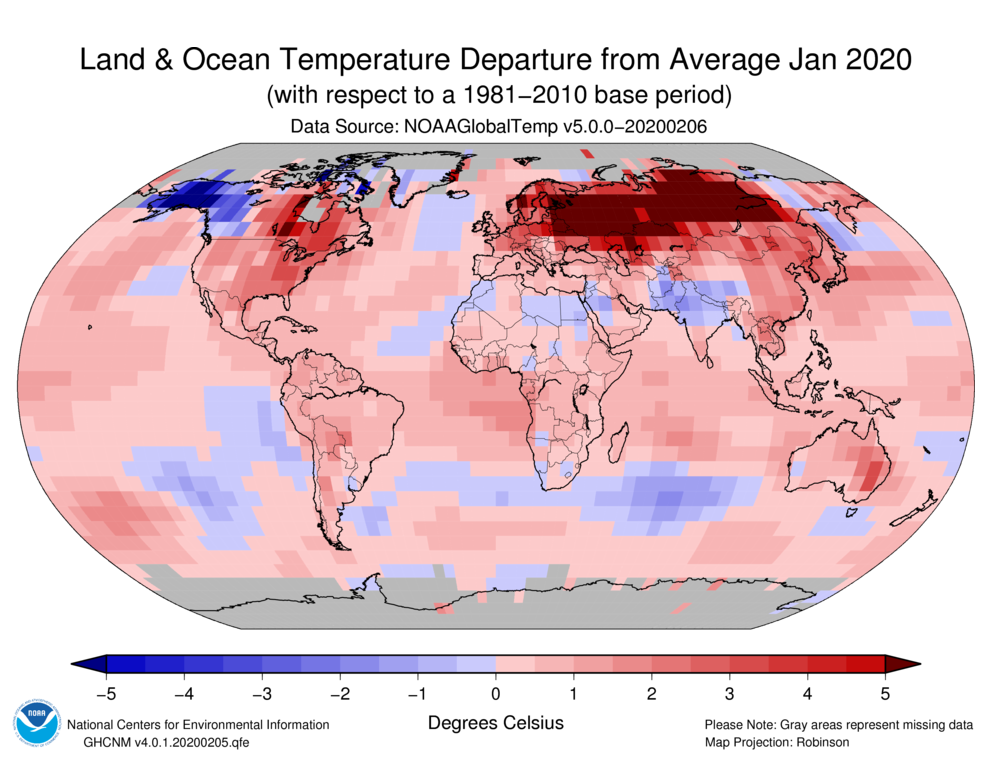 Land & Ocean Temperature Departure from Average Jan 2020
(with respect to a 1981−2010 base period)
Data Source: NOAAGlobalTemp v5.0.0−20200206
−5 −4 −3 −2 −1 0 1 2 3 4 5
Degrees Celsius
NOAA
National Centers for Environmental Information
GHCNM v4.0.1.20200205.qfe
Please Note: Gray areas represent missing data
Map Projection: Robinson